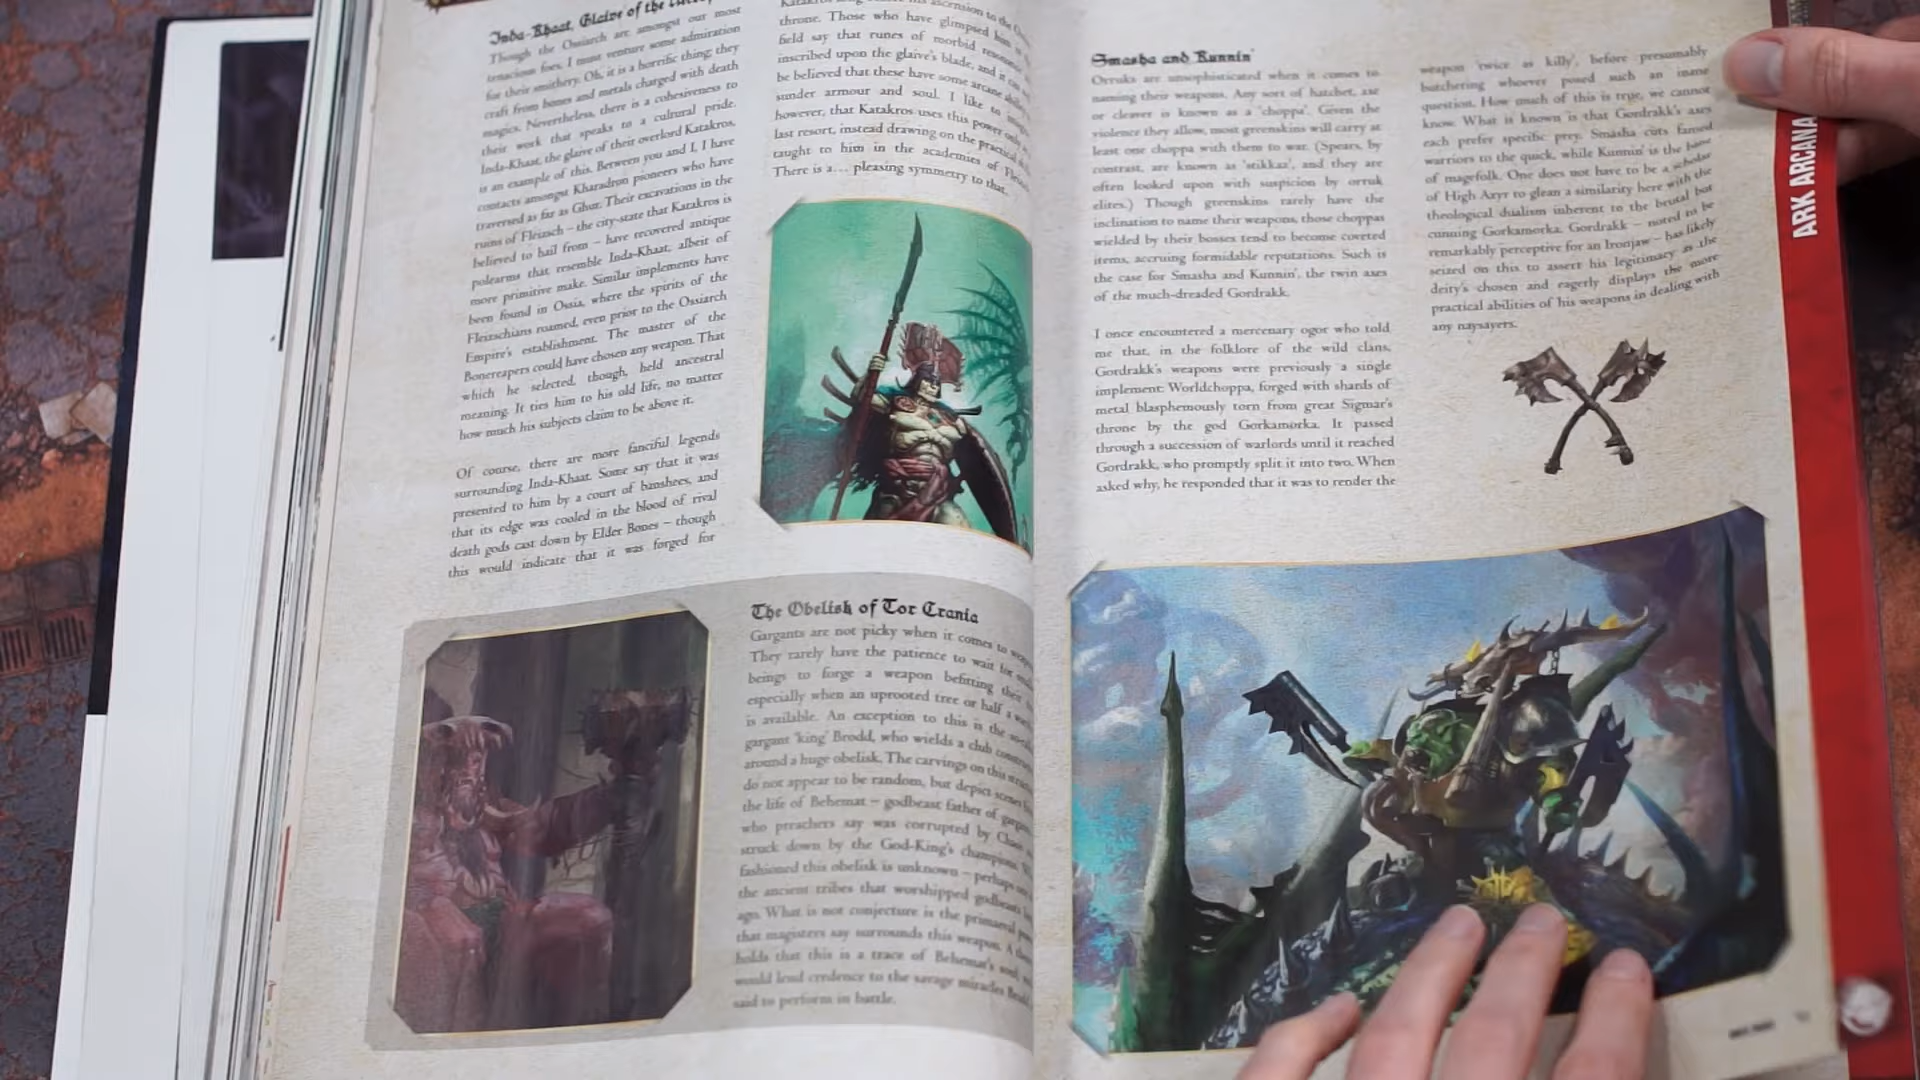 Inda-Khaat, Glaive of the
Though the Ossiarch are amongst our most
tenacious foes, I must venture some admiration
for their smithery. Oh, it is a horrific thing; they
craft from bones and metals charged with death
magics. Nevertheless, there is a cohesiveness to
their work that speaks to a cultural pride.
Inda-Khaat, the glaive of their overlord Katakros,
is an example of this. Between you and I, I have
contacts amongst Kharadron pioneers who have
traversed as far as Ghur. Their excavations in the
ruins of Fleizsch – the city-state that Katakros is
believed to hail from – have recovered antique
polearms that resemble Inda-Khaat, albeit of
more primitive make. Similar implements have
been found in Ossia, where the spirits of the
Fleizschians roamed, even prior to the Ossiarch
Empire's establishment. The master of the
Bonereapers could have chosen any weapon. That
which he selected, though, held ancestral
meaning. It ties him to his old life, no matter
how much his subjects claim to be above it.
Of course, there are more fanciful legends
surrounding Inda-Khaat. Some say that it was
presented to him by a court of banshees, and
that its edge was cooled in the blood of rival
death gods cast down by Elder Bones – though
this would indicate that it was forged for
ascension to the
throne. Those who have glimpsed him in
field say that runes of morbid
inscribed upon the glaive's blade, and it
be believed that these have some arcane
sunder armour and soul. I like to
however, that Katakros uses this power only
last resort, instead drawing on the practical
taught to him in the academies of
There is a… pleasing symmetry to that.
The Obelisk of Tor Crania
Gargants are not picky when it comes to
They rarely have the patience to wait for
beings to forge a weapon befitting their
especially when an uprooted tree or half a
is available. An exception to this is the
gargant 'king' Brodd, who wields a club
around a huge obelisk. The carvings on this
do not appear to be random, but depict scenes
the life of Behemat – godbeast father of
who preachers say was corrupted by
struck down by the God-King's champions.
fashioned this obelisk is unknown – perhaps
the ancient tribes that worshipped godbeasts
ago. What is not conjecture is the primaeval
that magisters say surrounds this weapon. A
holds that this is a trace of Behemat's
would lend credence to the savage miracles
said to perform in battle.
Smasha and Kunnin'
Orruks are unsophisticated when it comes to
naming their weapons. Any sort of hatchet, axe
or cleaver is known as a 'choppa'. Given the
violence they allow, most greenskins will carry at
least one choppa with them to war. (Spears, by
contrast, are known as 'stikkaz', and they are
often looked upon with suspicion by orruk
elites.) Though greenskins rarely have the
inclination to name their weapons, those choppas
wielded by their bosses tend to become coveted
items, accruing formidable reputations. Such is
the case for Smasha and Kunnin', the twin axes
of the much-dreaded Gordrakk.
I once encountered a mercenary ogor who told
me that, in the folklore of the wild clans,
Gordrakk's weapons were previously a single
implement: Worldchoppa, forged with shards of
metal blasphemously torn from great Sigmar's
throne by the god Gorkamorka. It passed
through a succession of warlords until it reached
Gordrakk, who promptly split it into two. When
asked why, he responded that it was to render the
weapon 'twice as killy', before presumably
butchering whoever posed such an inane
question. How much of this is true, we cannot
know. What is known is that Gordrakk's axes
each prefer specific prey. Smasha cuts famed
warriors to the quick, while Kunnin' is the bane
of magefolk. One does not have to be a scholar
of High Azyr to glean a similarity here with the
theological dualism inherent to the brutal but
cunning Gorkamorka. Gordrakk – noted to be
remarkably perceptive for an Ironjaw – has likely
seized on this to assert his legitimacy as the
deity's chosen and eagerly displays the more
practical abilities of his weapons in dealing with
any naysayers.
ARK ARCANA